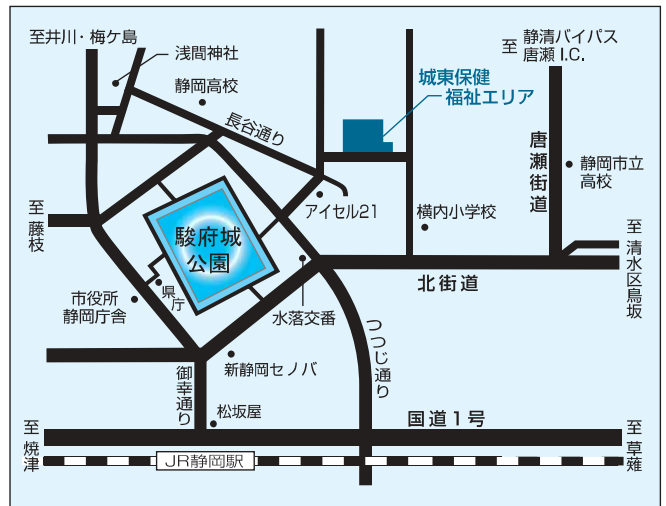 至井川・梅ケ島
浅間神社
静岡高校
長谷通り
城東保健
福祉エリア
至
静清バイパス
唐瀬 I.C.
唐瀬街道
静岡市立
高校
至藤枝
駿府城
公園
アイセル21
横内小学校
至清水区鳥坂
北街道
市役所
静岡庁舎
県庁
水落交番
つつじ通り
新静岡セノバ
御幸通り
松坂屋
国道1号
至焼津
至草薙
JR静岡駅